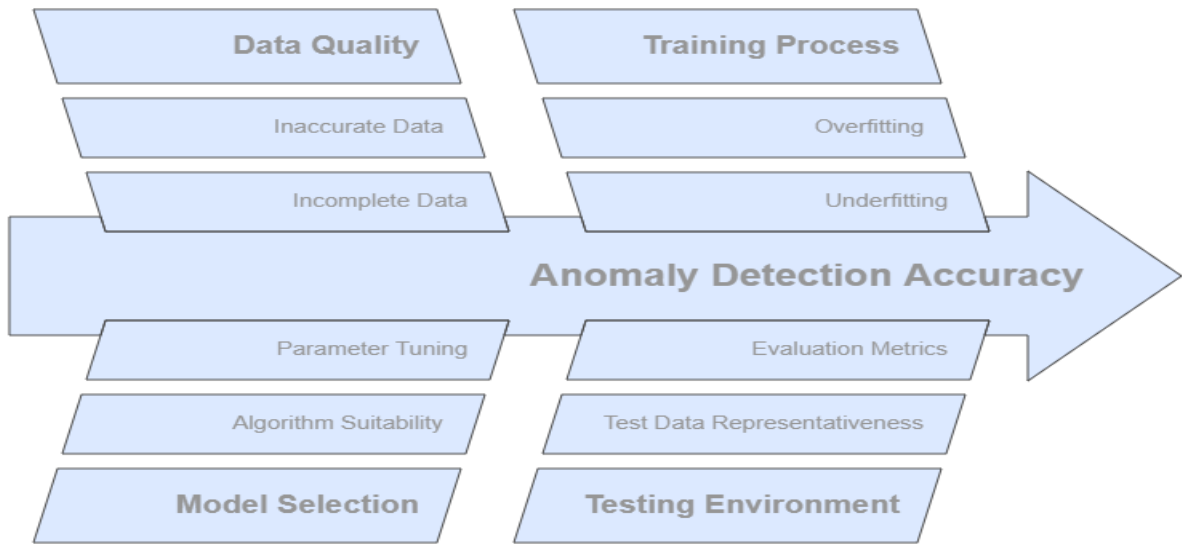 Data Quality
Inaccurate Data
Incomplete Data
Training Process
Overfitting
Underfitting
Anomaly Detection Accuracy
Parameter Tuning
Algorithm Suitability
Model Selection
Evaluation Metrics
Test Data Representativeness
Testing Environment